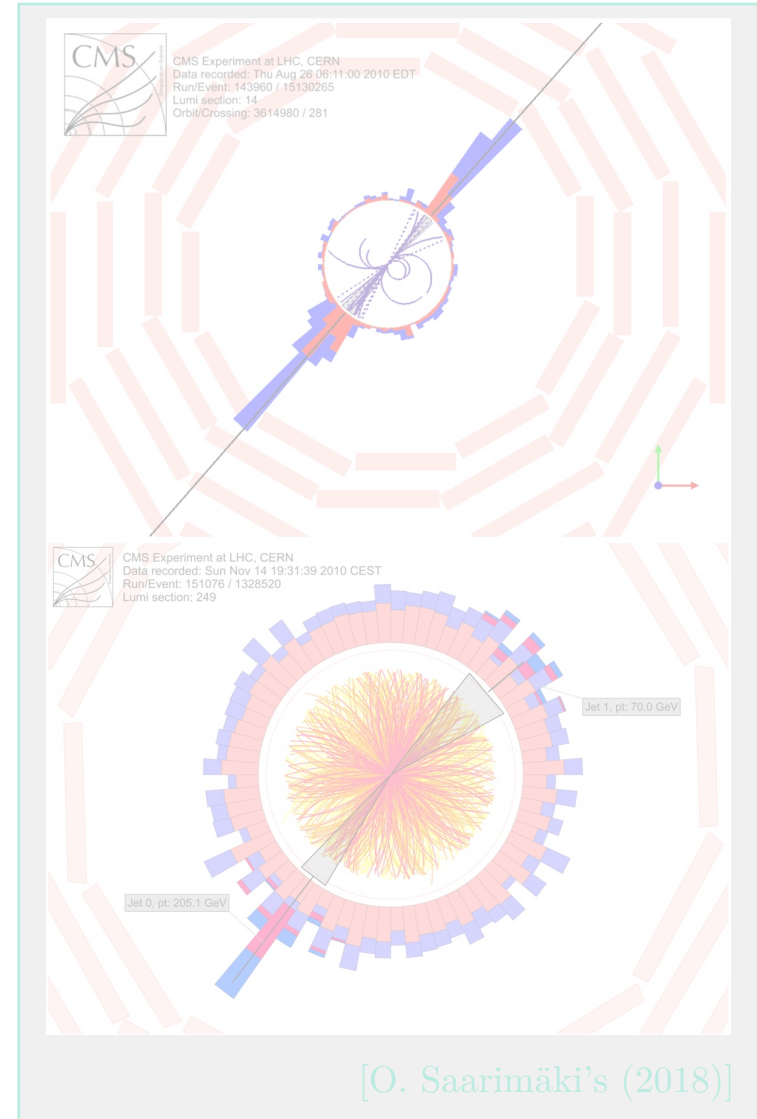 CMS
CMS Experiment at LHC, CERN
Data recorded: Thu Aug 26 06:11:00 2010 EDT
Run/Event: 143960 / 15130265
Lumi section: 14
Orbit/Crossing: 3614980 / 281
CMS
CMS Experiment at LHC, CERN
Data recorded: Sun Nov 14 19:31:39 2010 CEST
Run/Event: 151076 / 1328520
Lumi section: 249
Jet 1, pt: 70.0 GeV
Jet 0, pt: 205.1 GeV
[O. Saarimäki's (2018)]